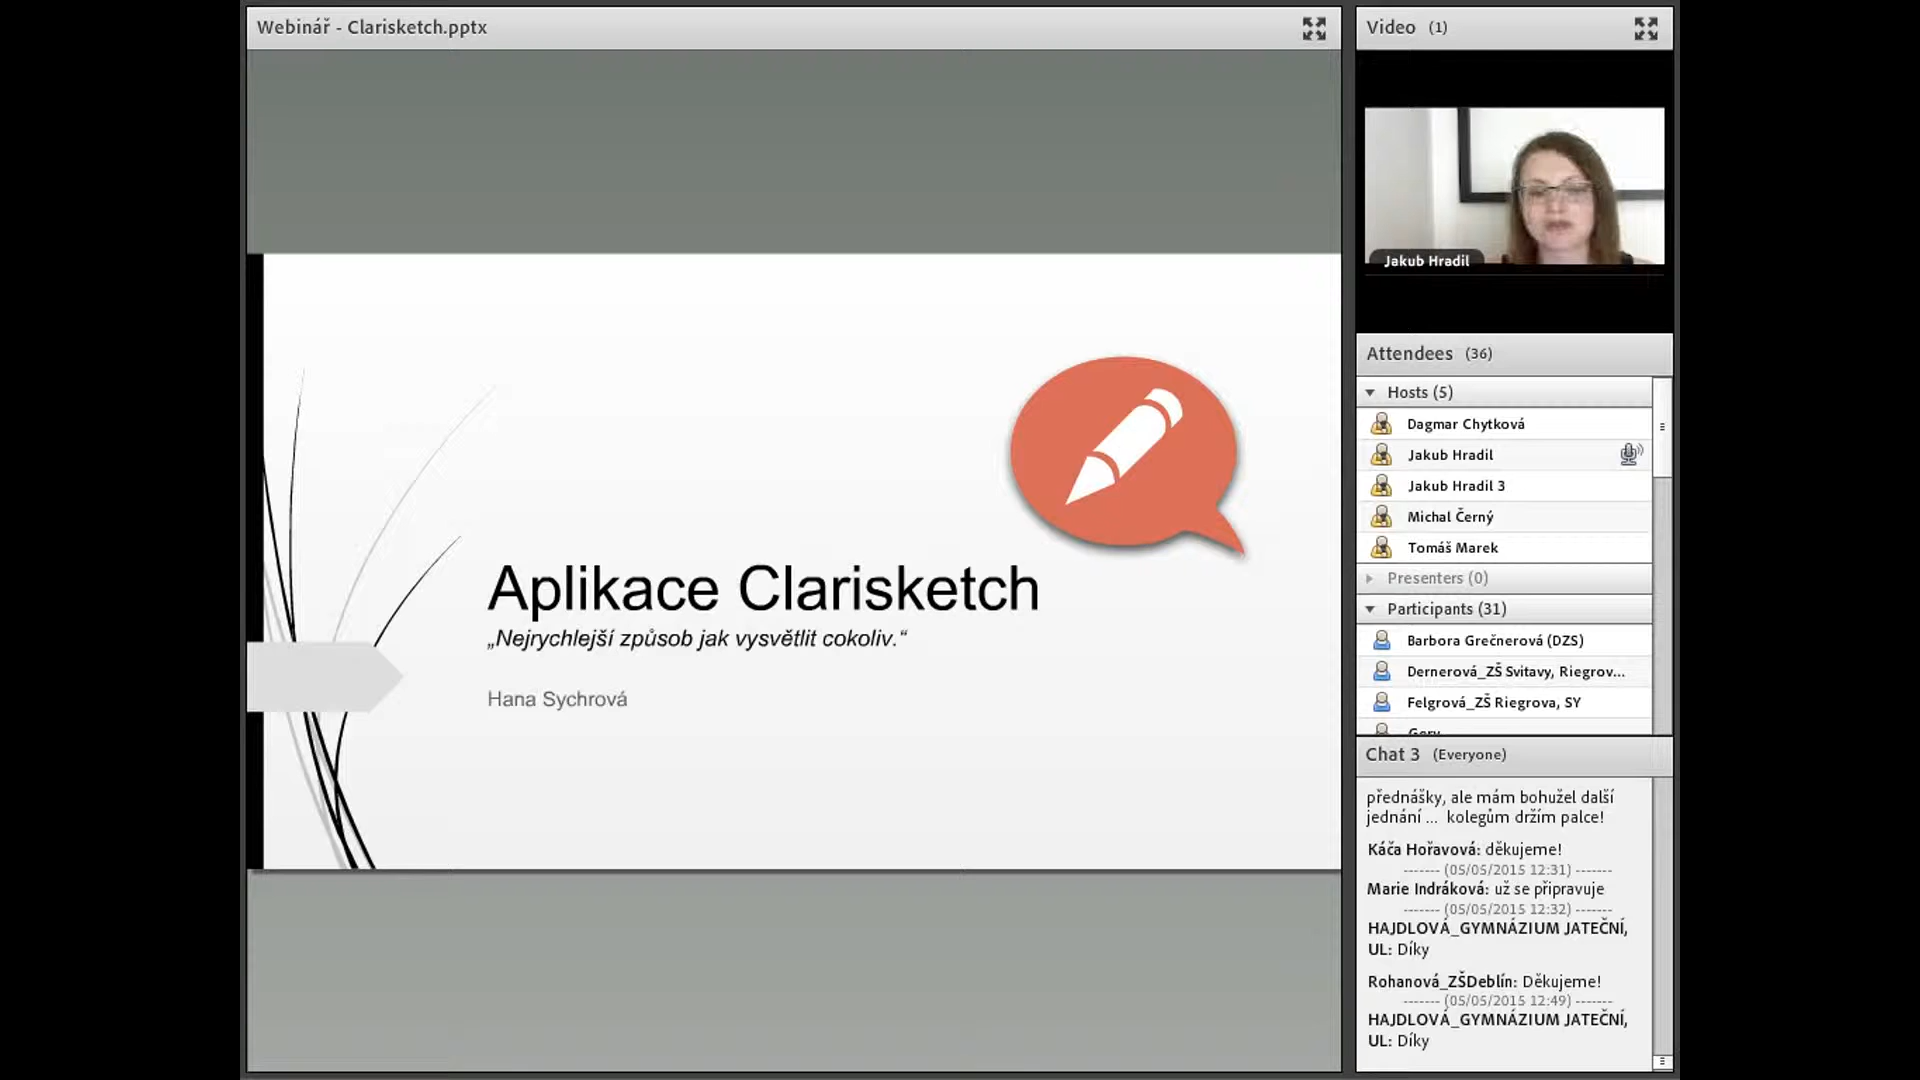 Webinář - Clarisketch.pptx
Aplikace Clarisketch
„Nejrychlejší způsob jak vysvětlit cokoliv.“
Hana Sychrová
Video (1)
Jakub Hradil
Attendees (36)
Hosts (5)
Dagmar Chytková
Jakub Hradil
Jakub Hradil 3
Michal Černý
Tomáš Marek
Presenters (0)
Participants (31)
Barbora Grečnerová (DZS)
Dernerová_ZŠ Svitavy, Riegrov...
Felgrová_ZŠ Riegrova, SY
Chat 3 (Everyone)
přednášky, ale mám bohužel další
jednání ... kolegům držím palce!
Káča Hořavová: děkujeme!
------- (05/05/2015 12:31) -------
Marie Indráková: už se připravuje
------- (05/05/2015 12:32) -------
HAJDLOVÁ_GYMNÁZIUM JATEČNÍ,
UL: Díky
Rohanová_ZŠDeblín: Děkujeme!
------- (05/05/2015 12:49) -------
HAJDLOVÁ_GYMNÁZIUM JATEČNÍ,
UL: Díky